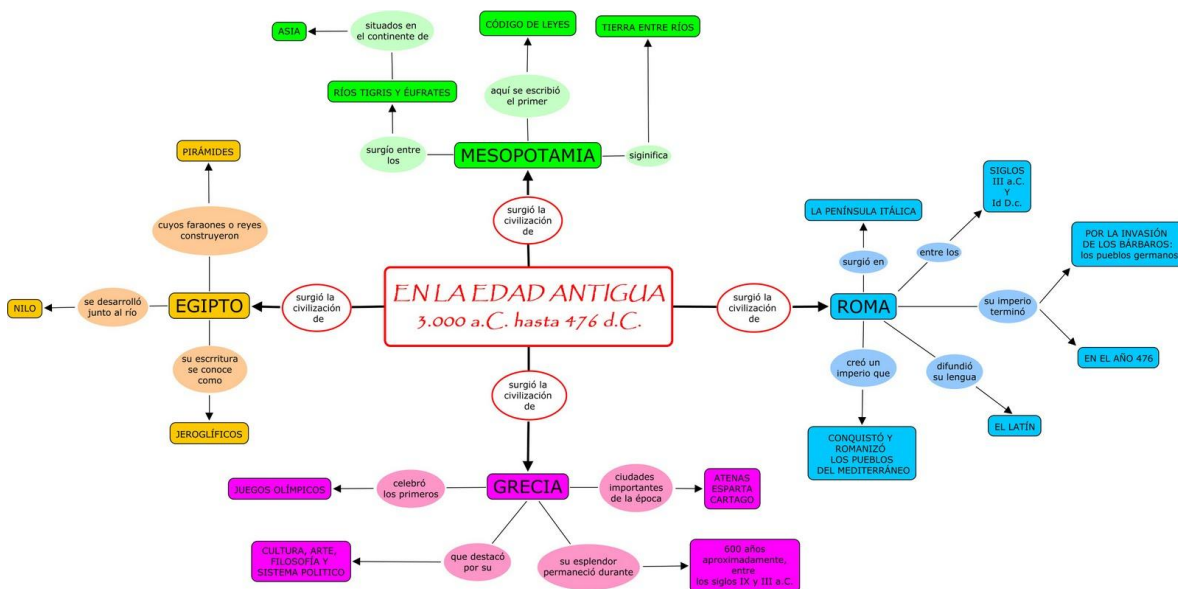 EN LA EDAD ANTIGUA
3.000 a.C. hasta 476 d.C.
surgió la
civilización
de
MESOPOTAMIA
surgío entre
los
RÍOS TIGRIS Y ÉUFRATES
situados en
el continente de
ASIA
aquí se escribió
el primer
CÓDIGO DE LEYES
siginifica
TIERRA ENTRE RÍOS
surgió la
civilización
de
EGIPTO
cuyos faraones o reyes
construyeron
PIRÁMIDES
se desarrolló
junto al río
NILO
su escrritura
se conoce
como
JEROGLÍFICOS
surgió la
civilización
de
ROMA
surgió en
LA PENÍNSULA ITÁLICA
entre los
SIGLOS
III a.C.
Y
Id D.c.
su imperio
terminó
POR LA INVASIÓN
DE LOS BÁRBAROS:
los pueblos germanos
EN EL AÑO 476
creó un
imperio que
CONQUISTÓ Y
ROMANIZÓ
LOS PUEBLOS
DEL MEDITERRÁNEO
difundió
su lengua
EL LATÍN
surgió la
civilización
de
GRECIA
celebró
los primeros
JUEGOS OLÍMPICOS
ciudades
importantes
de la época
ATENAS
ESPARTA
CARTAGO
que destacó
por su
CULTURA, ARTE,
FILOSOFÍA Y
SISTEMA POLITICO
su esplendor
permaneció durante
600 años
aproximadamente,
entre
los siglos IX y III a.C.